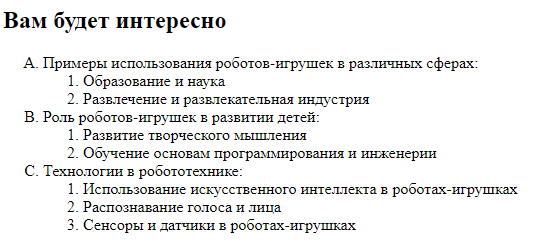 Вам будет интересно
A. Примеры использования роботов-игрушек в различных сферах:
1. Образование и наука
2. Развлечение и развлекательная индустрия
B. Роль роботов-игрушек в развитии детей:
1. Развитие творческого мышления
2. Обучение основам программирования и инженерии
C. Технологии в робототехнике:
1. Использование искусственного интеллекта в роботах-игрушках
2. Распознавание голоса и лица
3. Сенсоры и датчики в роботах-игрушках